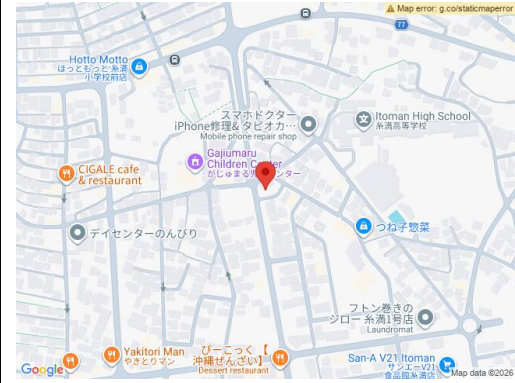 Map error: g.co/staticmaperror
77
Hotto Motto
ほっともっと 糸満
小学校前店
スマホドクター
iPhone修理& タピオカ…
Mobile phone repair shop
Itoman High School
糸満高等学校
Gajiumaru
Children Center
がじゅまる児童センター
CIGALE cafe
& restaurant
デイセンターのんびり
つね子惣菜
フトン巻きの
ジロー 糸満1号店
Laundromat
Yakitori Man
やきとりマン
ぴーこっく 【
沖縄ぜんざい】
Dessert restaurant
San-A V21 Itoman
サンエーV21
食品館糸満店
Google
Map data ©2026